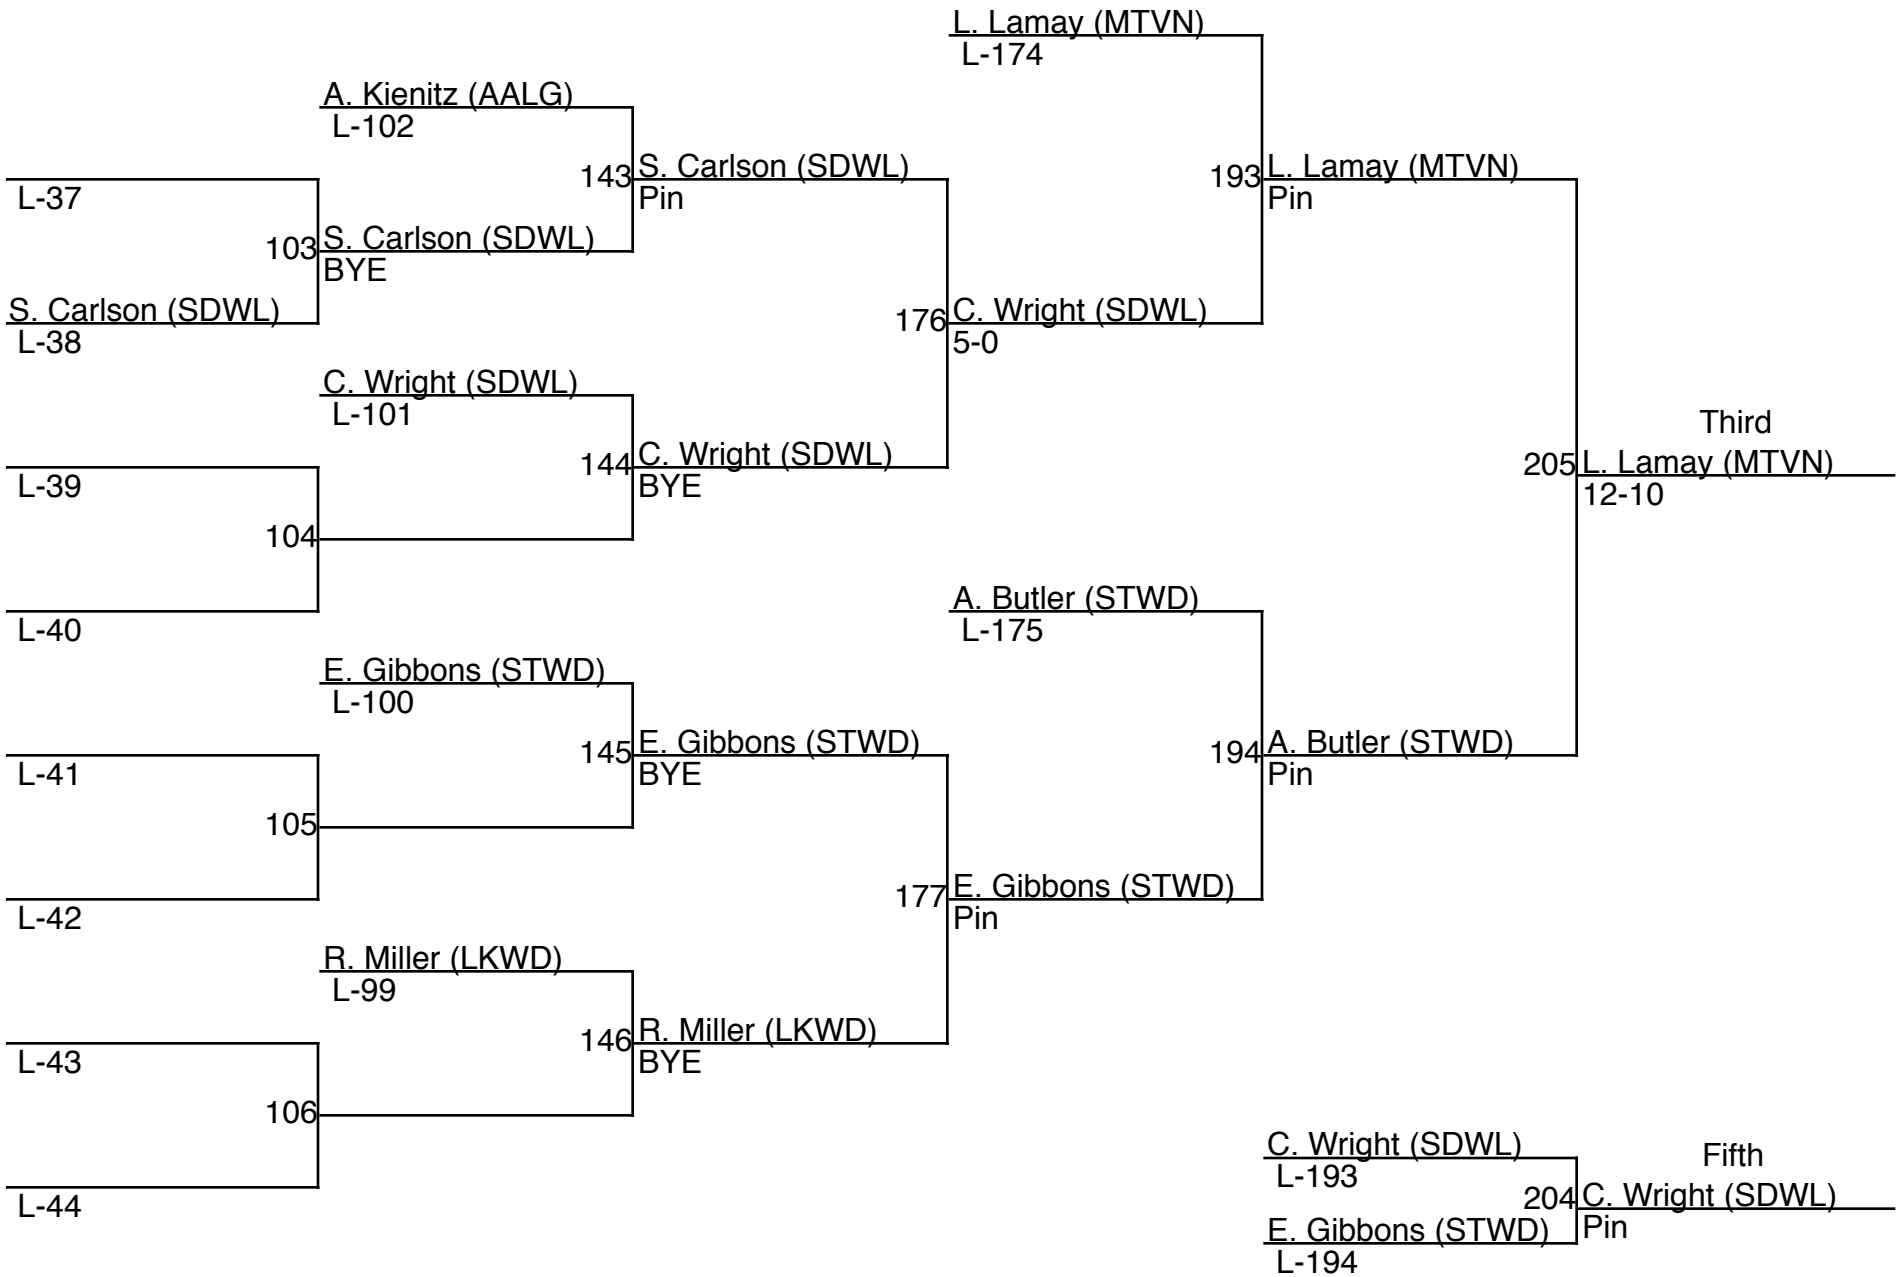 L. Lamay (MTVN)
L-174
A. Kienitz (AALG)
L-102
143 S. Carlson (SDWL)
Pin
193 L. Lamay (MTVN)
Pin
L-37
103 S. Carlson (SDWL)
BYE
S. Carlson (SDWL)
L-38
176 C. Wright (SDWL)
5-0
C. Wright (SDWL)
L-101
Third
144 C. Wright (SDWL)
BYE
205 L. Lamay (MTVN)
12-10
L-39
104
A. Butler (STWD)
L-175
L-40
E. Gibbons (STWD)
L-100
145 E. Gibbons (STWD)
BYE
194 A. Butler (STWD)
Pin
L-41
105
177 E. Gibbons (STWD)
Pin
L-42
R. Miller (LKWD)
L-99
146 R. Miller (LKWD)
BYE
L-43
106
C. Wright (SDWL)
L-193
Fifth
204 C. Wright (SDWL)
Pin
L-44
E. Gibbons (STWD)
L-194